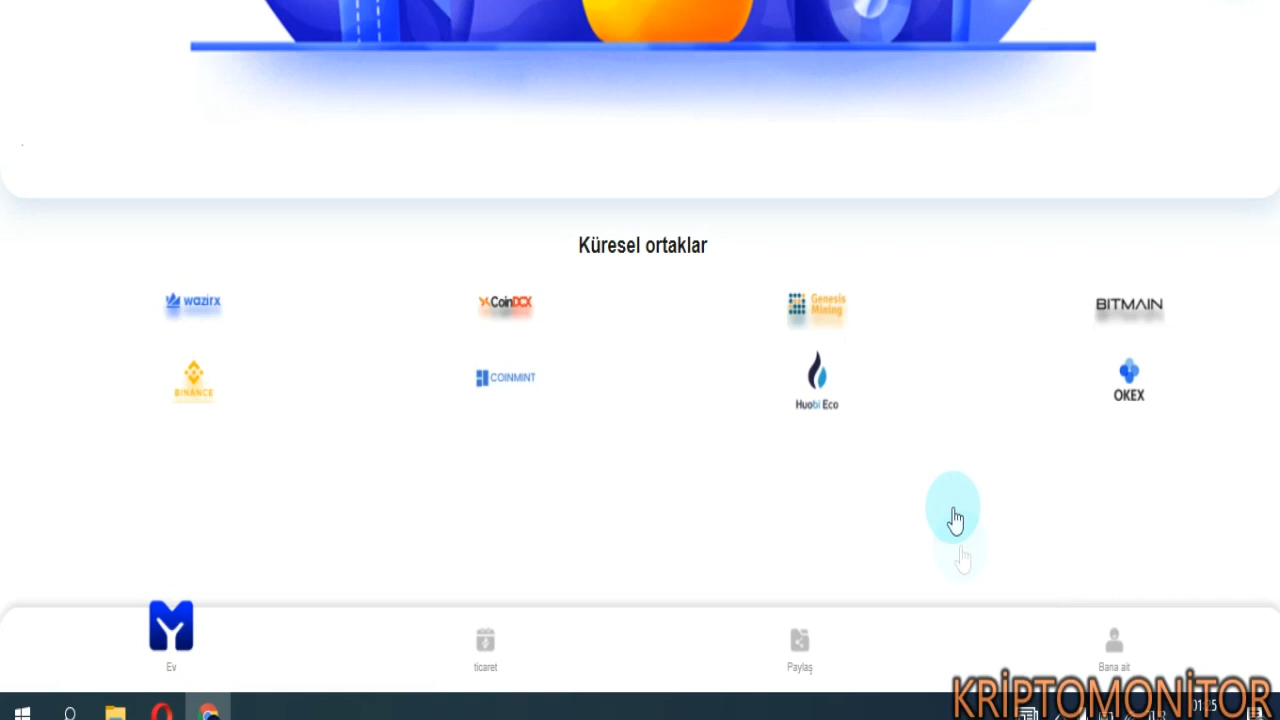 Küresel ortaklar
wazirx
CoinDCX
Genesis
Mining
BITMAIN
BINANCE
COINMINT
Huobi Eco
OKEX
Ev
ticaret
Paylaş
Bana ait
KRİPTOMONİTOR